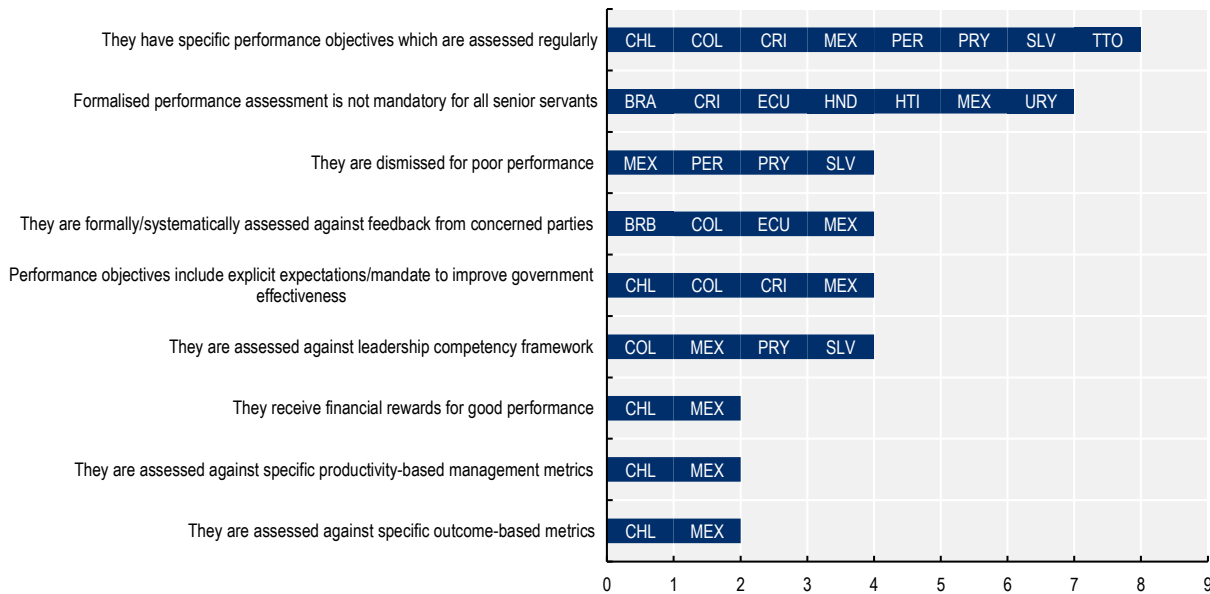 They have specific performance objectives which are assessed regularly CHL COL CRI MEX PER PRY SLV TTO
Formalised performance assessment is not mandatory for all senior servants BRA CRI ECU HND HTI MEX URY
They are dismissed for poor performance MEX PER PRY SLV
They are formally/systematically assessed against feedback from concerned parties BRB COL ECU MEX
Performance objectives include explicit expectations/mandate to improve government
effectiveness CHL COL CRI MEX
They are assessed against leadership competency framework COL MEX PRY SLV
They receive financial rewards for good performance CHL MEX
They are assessed against specific productivity-based management metrics CHL MEX
They are assessed against specific outcome-based metrics CHL MEX
0 1 2 3 4 5 6 7 8 9